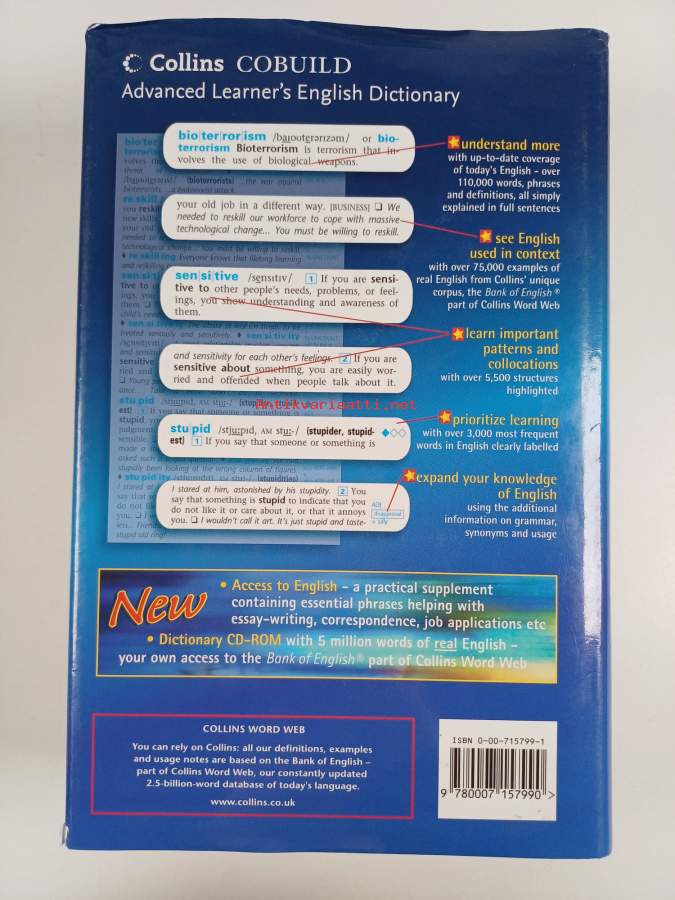 Collins COBUILD
Advanced Learner's English Dictionary
bio|ter|ror|ism /baɪoʊterərɪzəm/ or bio-
terrorism Bioterrorism is terrorism that in-
volves the use of biological weapons.
understand more
with up-to-date coverage
of today's English - over
110,000 words, phrases
and definitions, all simply
explained in full sentences
your old job in a different way. [BUSINESS] ❑ We
needed to reskill our workforce to cope with massive
technological change... You must be willing to reskill.
see English
used in context
with over 75,000 examples of
real English from Collins' unique
corpus, the Bank of English®
part of Collins Word Web
sen|si|tive /sensɪtɪv/ 1 If you are sensi-
tive to other people's needs, problems, or feel-
ings, you show understanding and awareness of
them.
learn important
patterns and
collocations
with over 5,500 structures
highlighted
and sensitivity for each other's feelings. 2 If you are
sensitive about something, you are easily wor-
ried and offended when people talk about it.
Antikvariaatti.net
stu|pid /stjuːpɪd, AM stuː-/ (stupider, stupid-
est) 1 If you say that someone or something is
prioritize learning
with over 3,000 most frequent
words in English clearly labelled
I stared at him, astonished by his stupidity. 2 You
say that something is stupid to indicate that you
do not like it or care about it, or that it annoys
you. ❑ I wouldn't call it art. It's just stupid and taste-
ADJ
disapproval
= silly
expand your knowledge
of English
using the additional
information on grammar,
synonyms and usage
New
• Access to English – a practical supplement
containing essential phrases helping with
essay-writing, correspondence, job applications etc
• Dictionary CD-ROM with 5 million words of real English –
your own access to the Bank of English® part of Collins Word Web
COLLINS WORD WEB
You can rely on Collins: all our definitions, examples
and usage notes are based on the Bank of English –
part of Collins Word Web, our constantly updated
2.5-billion-word database of today's language.
www.collins.co.uk
ISBN 0-00-715799-1
9 780007 157990 >